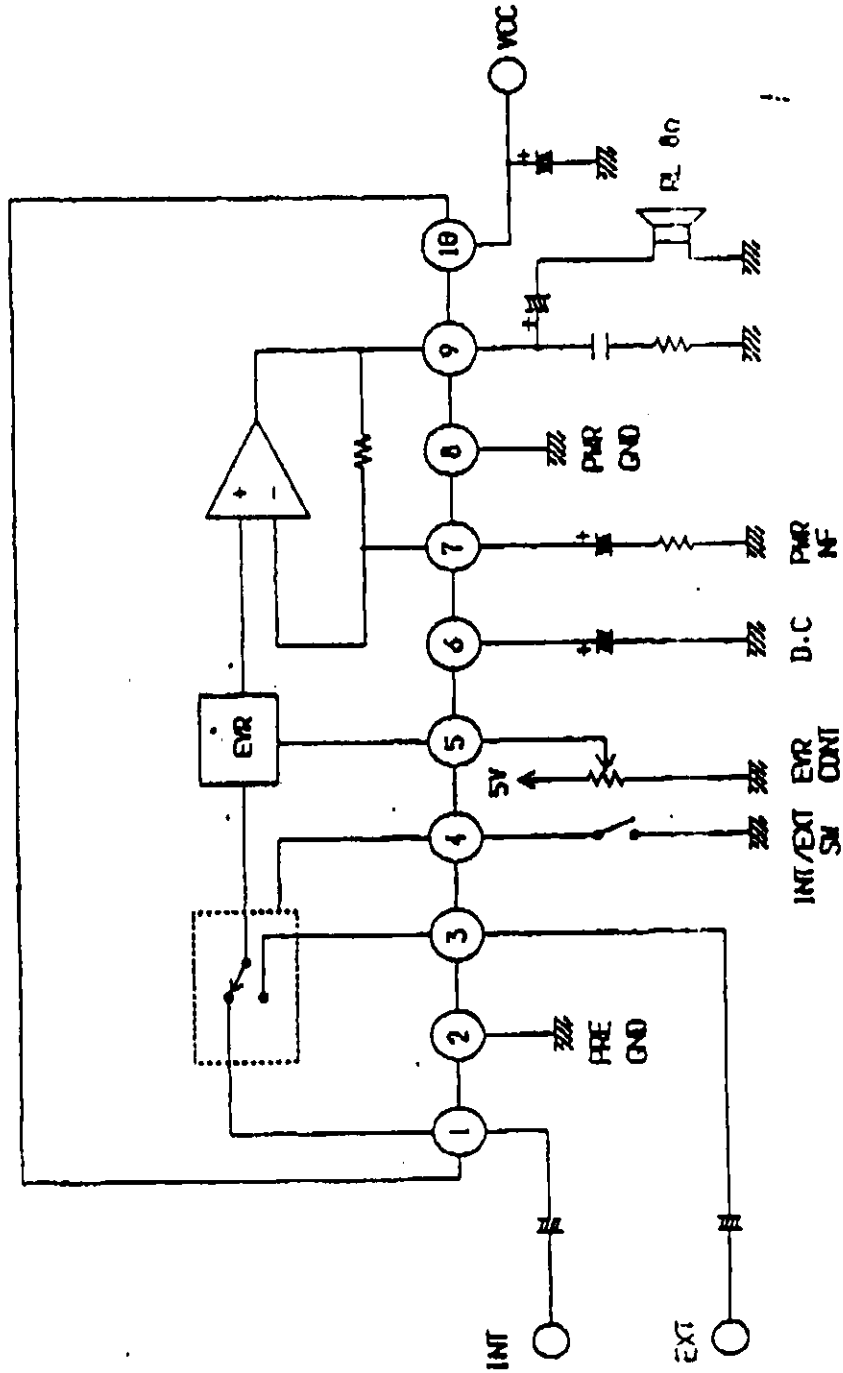 EVR
+
-
1
2
3
4
5
6
7
8
9
10
VCC
INT
EXT
PRE
GND
INT/EXT
SW
5V
EVR
CONT
D.C
PWR
NF
PWR
GND
+
+
+
+
RL 8Ω